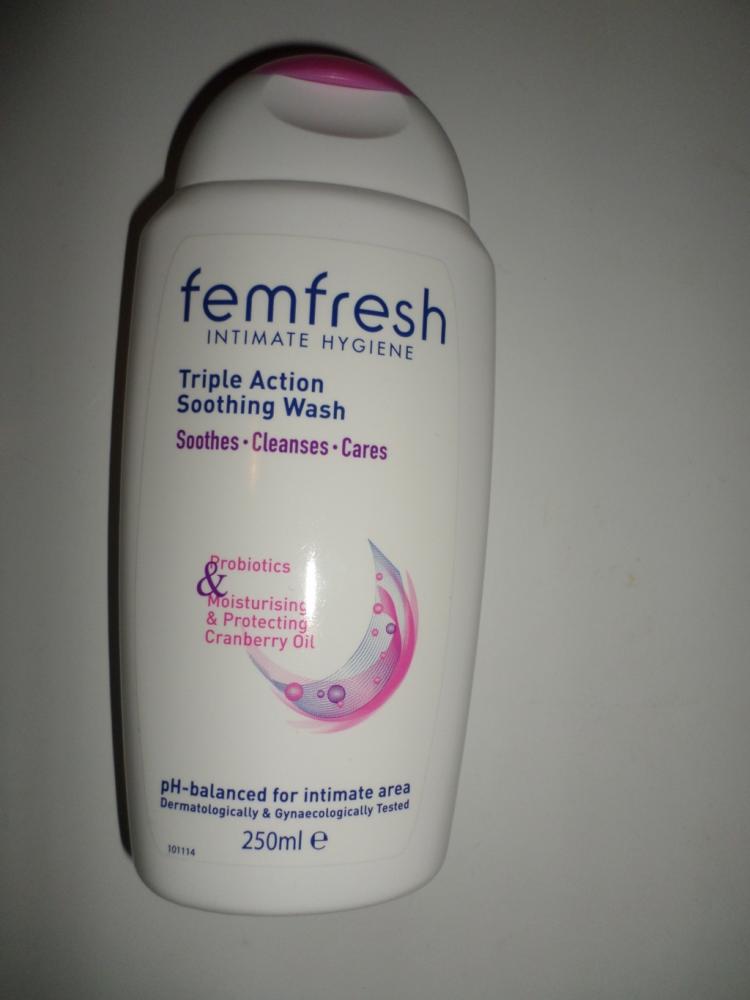 femfresh
INTIMATE HYGIENE
Triple Action
Soothing Wash
Soothes · Cleanses · Cares
Probiotics
&
Moisturising
& Protecting
Cranberry Oil
pH-balanced for intimate area
Dermatologically & Gynaecologically Tested
250ml ℮
101114